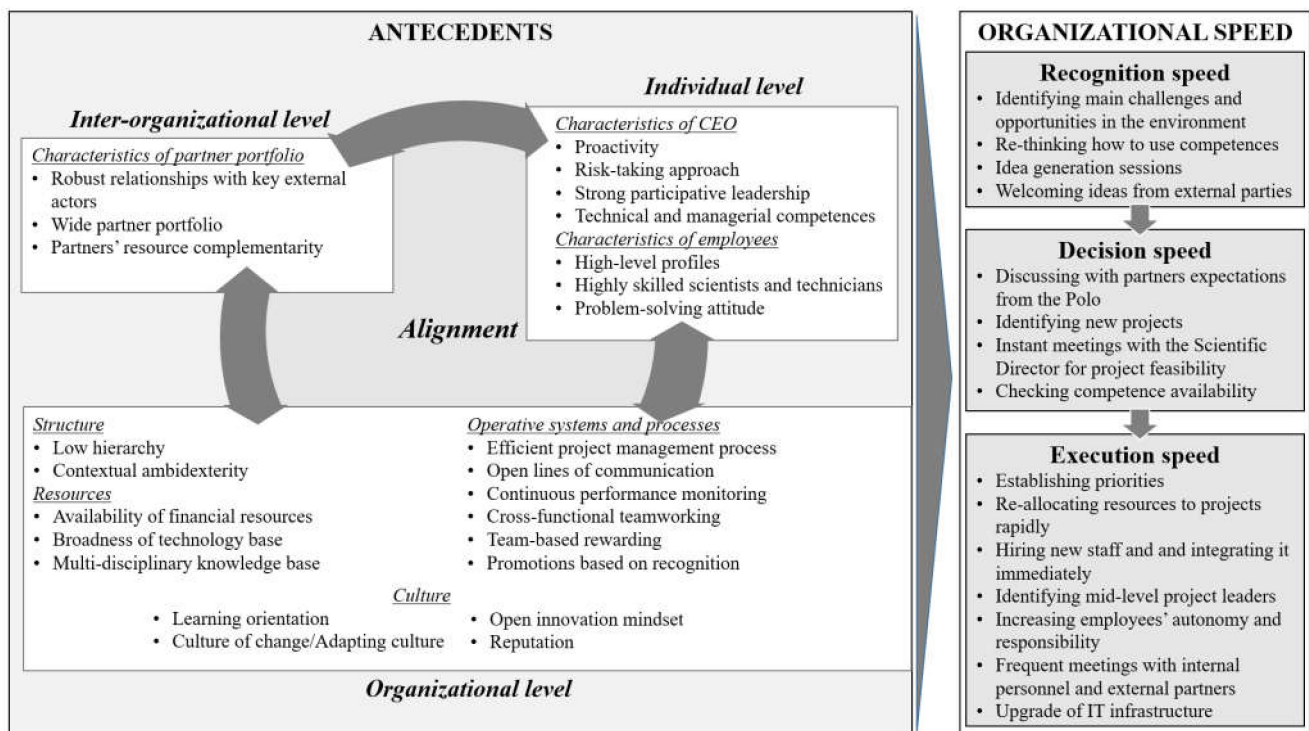 ANTECEDENTS
Inter-organizational level
Characteristics of partner portfolio
• Robust relationships with key external
actors
• Wide partner portfolio
• Partners' resource complementarity
Individual level
Characteristics of CEO
• Proactivity
• Risk-taking approach
• Strong participative leadership
• Technical and managerial competences
Characteristics of employees
• High-level profiles
• Highly skilled scientists and technicians
• Problem-solving attitude
Alignment
Structure
• Low hierarchy
• Contextual ambidexterity
Resources
• Availability of financial resources
• Broadness of technology base
• Multi-disciplinary knowledge base
Operative systems and processes
• Efficient project management process
• Open lines of communication
• Continuous performance monitoring
• Cross-functional teamworking
• Team-based rewarding
• Promotions based on recognition
Culture
• Learning orientation
• Culture of change/Adapting culture
• Open innovation mindset
• Reputation
Organizational level
ORGANIZATIONAL SPEED
Recognition speed
• Identifying main challenges and
opportunities in the environment
• Re-thinking how to use competences
• Idea generation sessions
• Welcoming ideas from external parties
Decision speed
• Discussing with partners expectations
from the Polo
• Identifying new projects
• Instant meetings with the Scientific
Director for project feasibility
• Checking competence availability
Execution speed
• Establishing priorities
• Re-allocating resources to projects
rapidly
• Hiring new staff and and integrating it
immediately
• Identifying mid-level project leaders
• Increasing employees' autonomy and
responsibility
• Frequent meetings with internal
personnel and external partners
• Upgrade of IT infrastructure